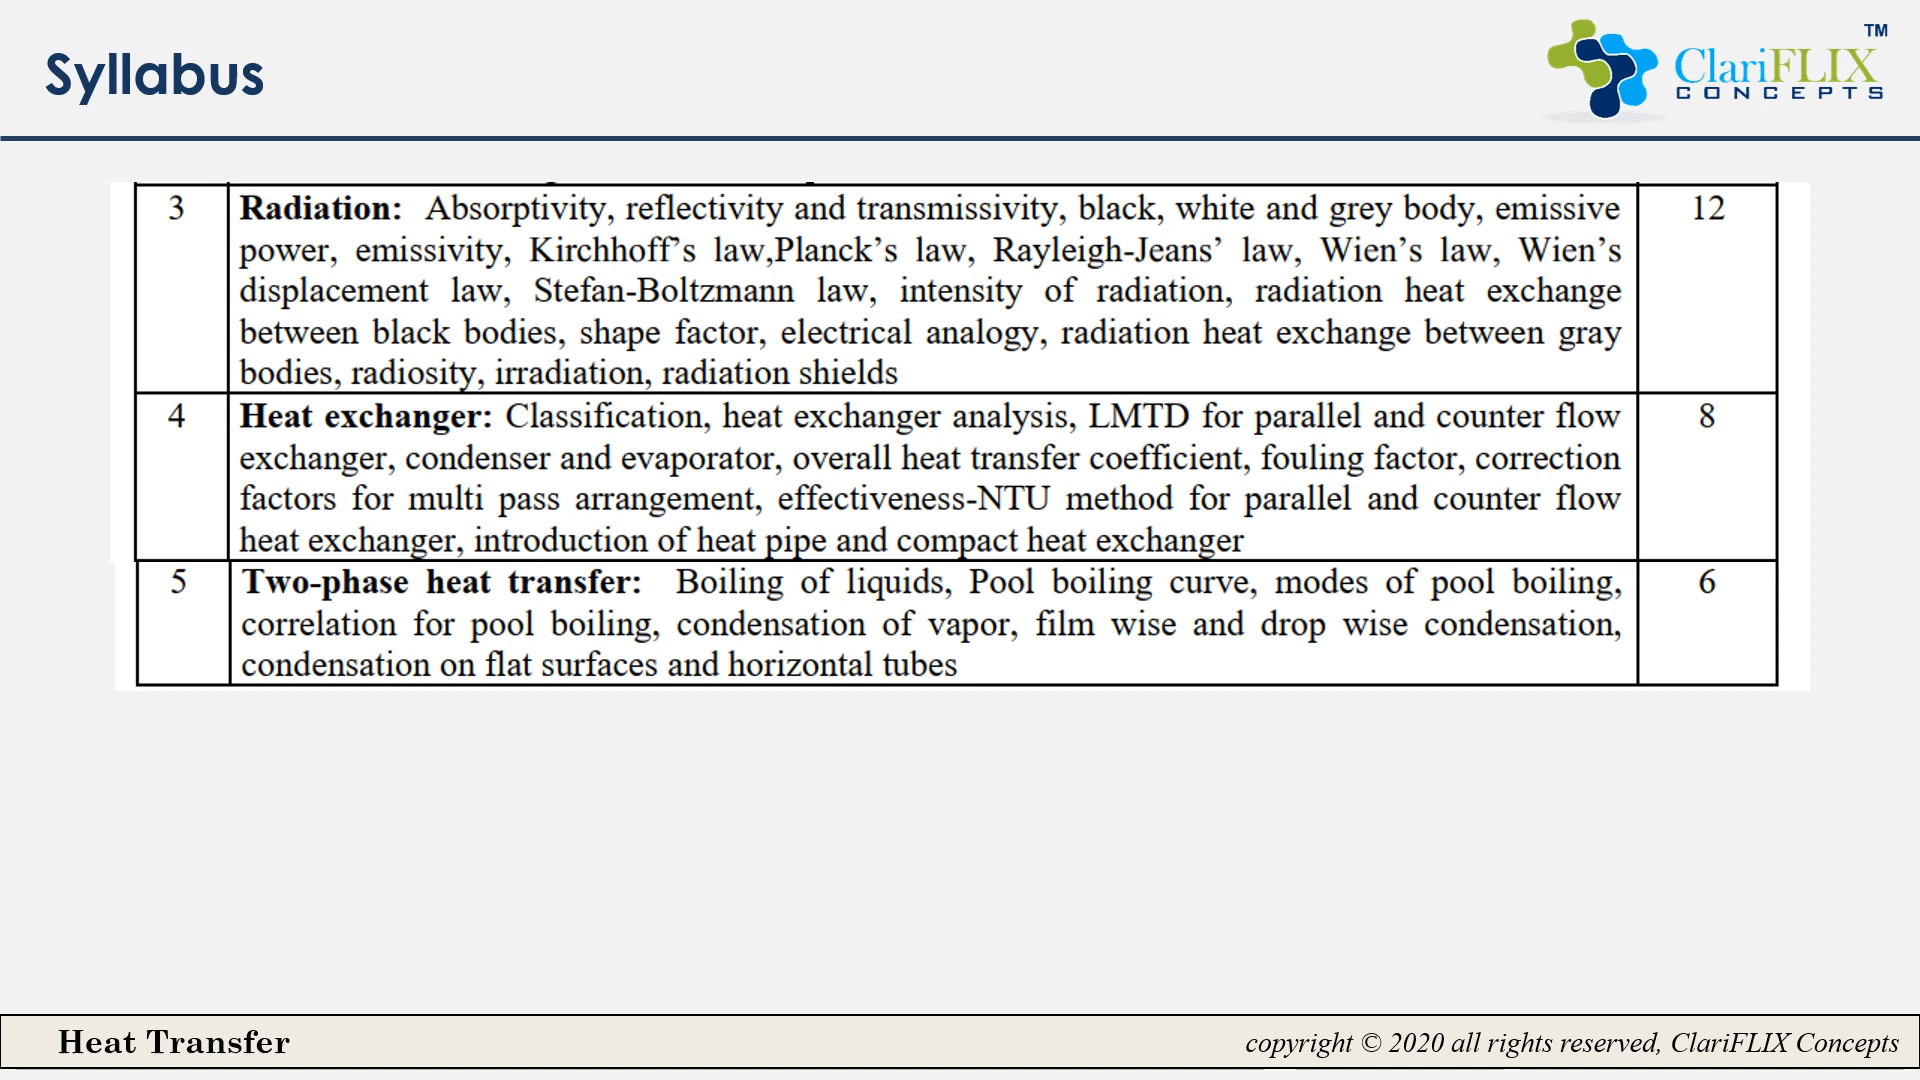 Syllabus
TM
ClariFLIX
CONCEPTS
3 Radiation: Absorptivity, reflectivity and transmissivity, black, white and grey body, emissive 12
power, emissivity, Kirchhoff’s law,Planck’s law, Rayleigh-Jeans’ law, Wien’s law, Wien’s
displacement law, Stefan-Boltzmann law, intensity of radiation, radiation heat exchange
between black bodies, shape factor, electrical analogy, radiation heat exchange between gray
bodies, radiosity, irradiation, radiation shields
4 Heat exchanger: Classification, heat exchanger analysis, LMTD for parallel and counter flow 8
exchanger, condenser and evaporator, overall heat transfer coefficient, fouling factor, correction
factors for multi pass arrangement, effectiveness-NTU method for parallel and counter flow
heat exchanger, introduction of heat pipe and compact heat exchanger
5 Two-phase heat transfer: Boiling of liquids, Pool boiling curve, modes of pool boiling, 6
correlation for pool boiling, condensation of vapor, film wise and drop wise condensation,
condensation on flat surfaces and horizontal tubes
Heat Transfer
copyright © 2020 all rights reserved, ClariFLIX Concepts